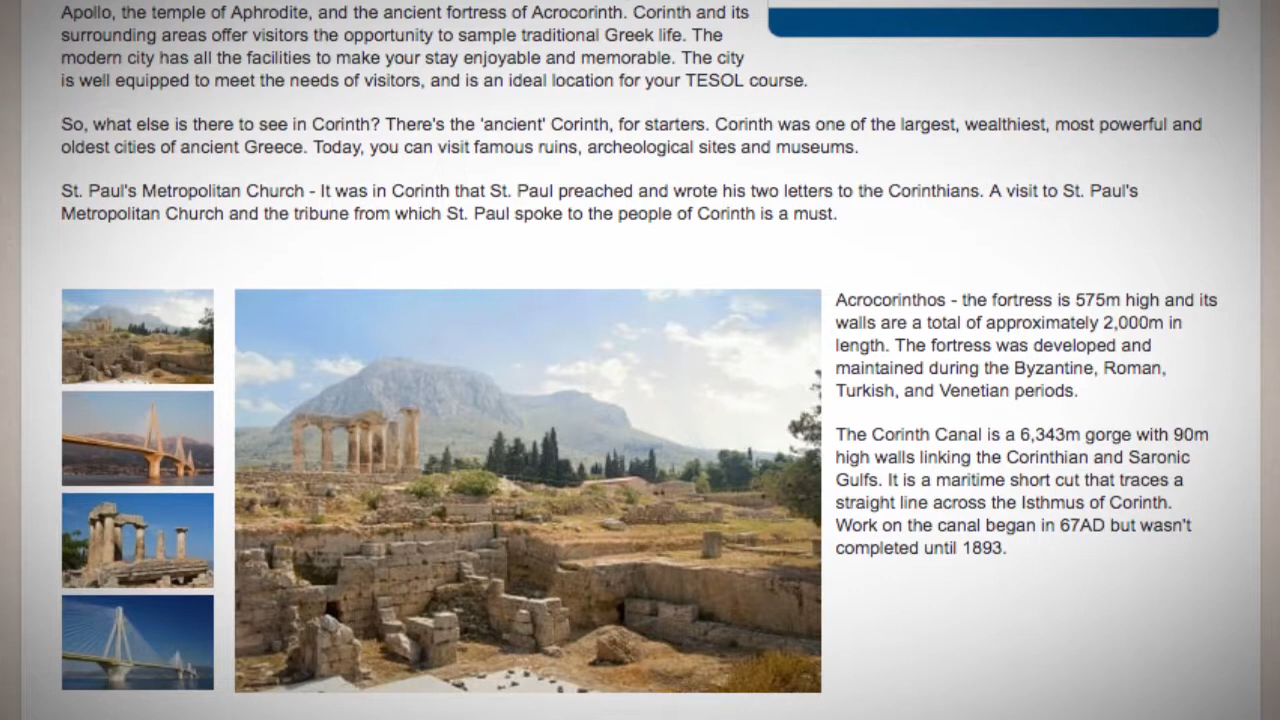 Apollo, the temple of Aphrodite, and the ancient fortress of Acrocorinth. Corinth and its
surrounding areas offer visitors the opportunity to sample traditional Greek life. The
modern city has all the facilities to make your stay enjoyable and memorable. The city
is well equipped to meet the needs of visitors, and is an ideal location for your TESOL course.
So, what else is there to see in Corinth? There's the 'ancient' Corinth, for starters. Corinth was one of the largest, wealthiest, most powerful and
oldest cities of ancient Greece. Today, you can visit famous ruins, archeological sites and museums.
St. Paul's Metropolitan Church - It was in Corinth that St. Paul preached and wrote his two letters to the Corinthians. A visit to St. Paul's
Metropolitan Church and the tribune from which St. Paul spoke to the people of Corinth is a must.
Acrocorinthos - the fortress is 575m high and its
walls are a total of approximately 2,000m in
length. The fortress was developed and
maintained during the Byzantine, Roman,
Turkish, and Venetian periods.
The Corinth Canal is a 6,343m gorge with 90m
high walls linking the Corinthian and Saronic
Gulfs. It is a maritime short cut that traces a
straight line across the Isthmus of Corinth.
Work on the canal began in 67AD but wasn't
completed until 1893.